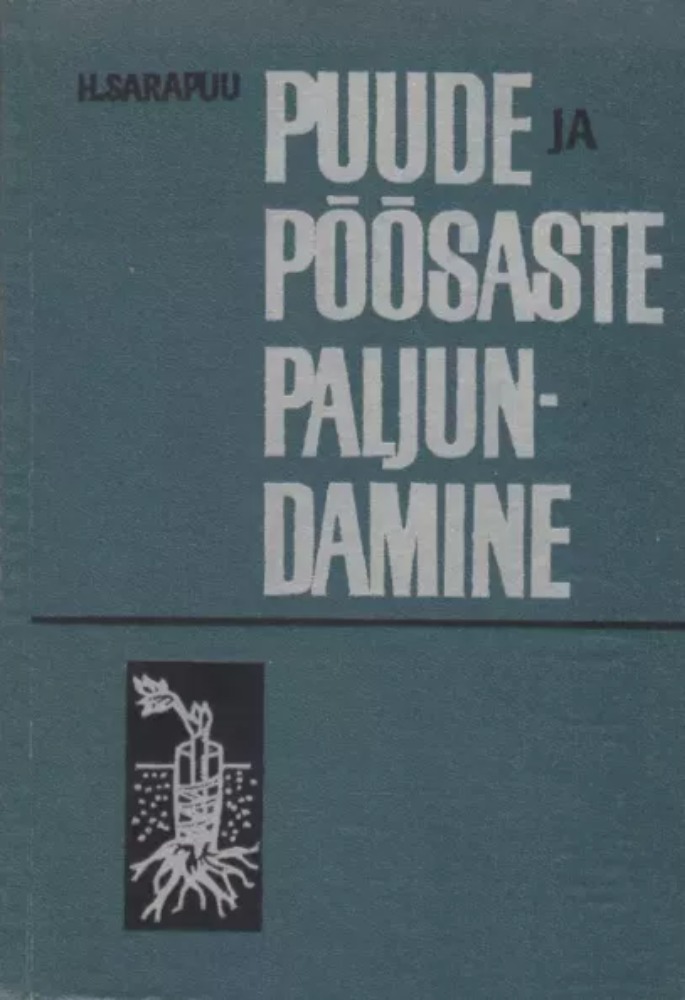 H.SARAPUU
PUUDE JA
PÕÕSASTE
PALJUN-
DAMINE